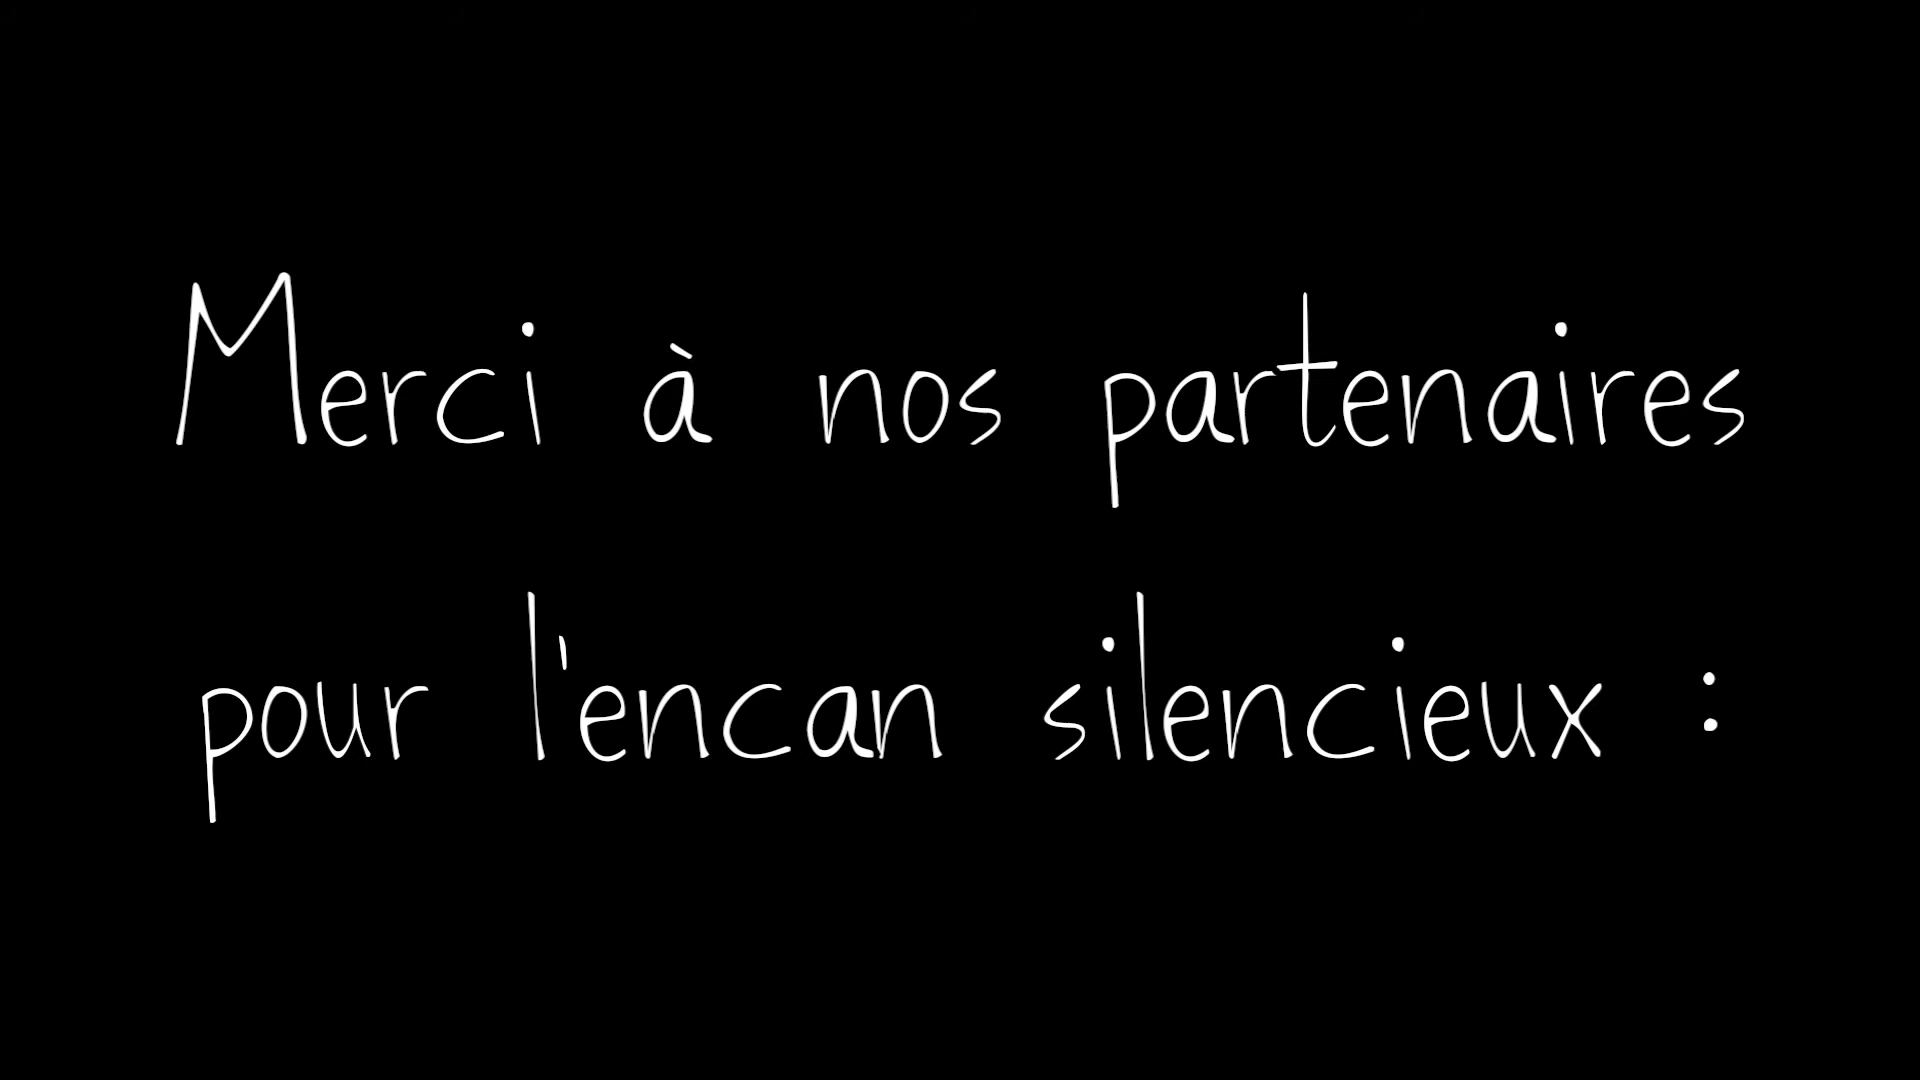 Merci à nos partenaires
pour l'encan silencieux :